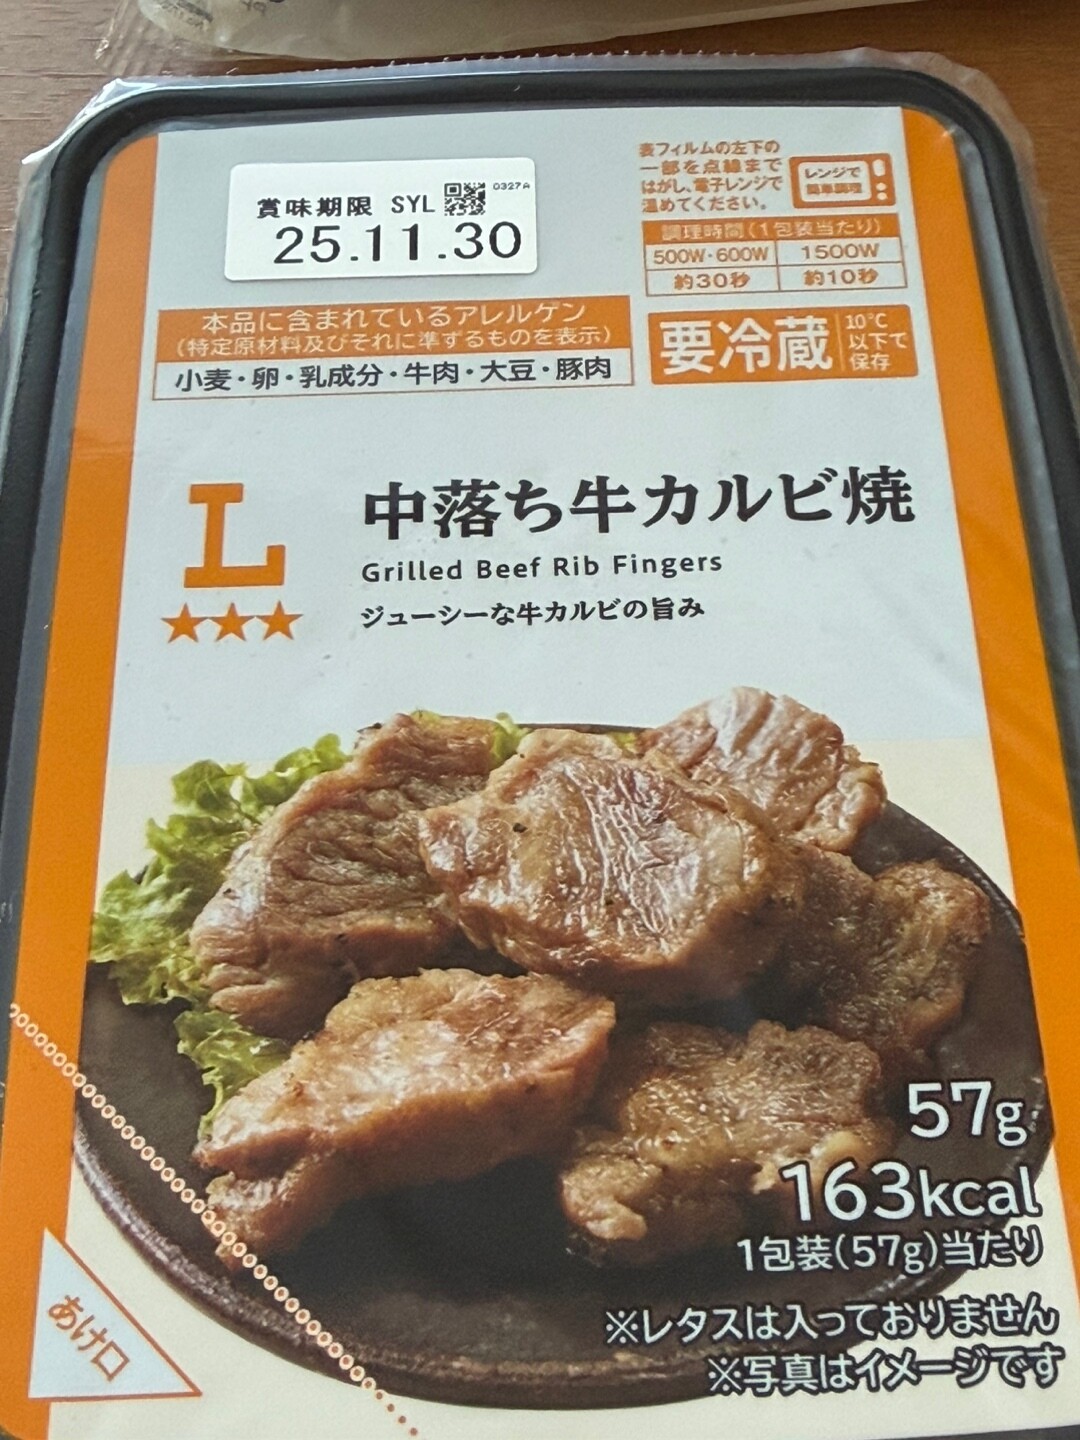 賞味期限 SYL
0327A
25.11.30
表フィルムの左下の
一部を点線まで
はがし、電子レンジで
温めてください。
レンジで
簡単調理
調理時間(1包装当たり)
500W・600W 1500W
約30秒 約10秒
本品に含まれているアレルゲン
(特定原材料及びそれに準ずるものを表示)
小麦・卵・乳成分・牛肉・大豆・豚肉
要冷蔵
10℃
以下で
保存
L
★★★
中落ち牛カルビ焼
Grilled Beef Rib Fingers
ジューシーな牛カルビの旨み
57g
163kcal
1包装(57g)当たり
※レタスは入っておりません
※写真はイメージです
あけ口